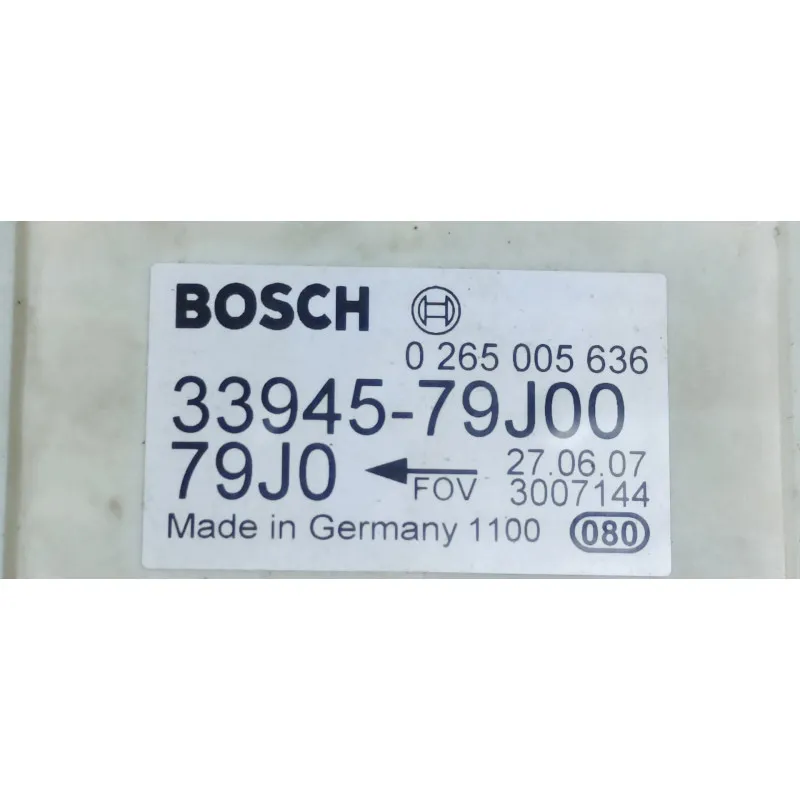 BOSCH
0 265 005 636
33945-79J00
79J0 FOV 27.06.07
3007144
Made in Germany 1100 080